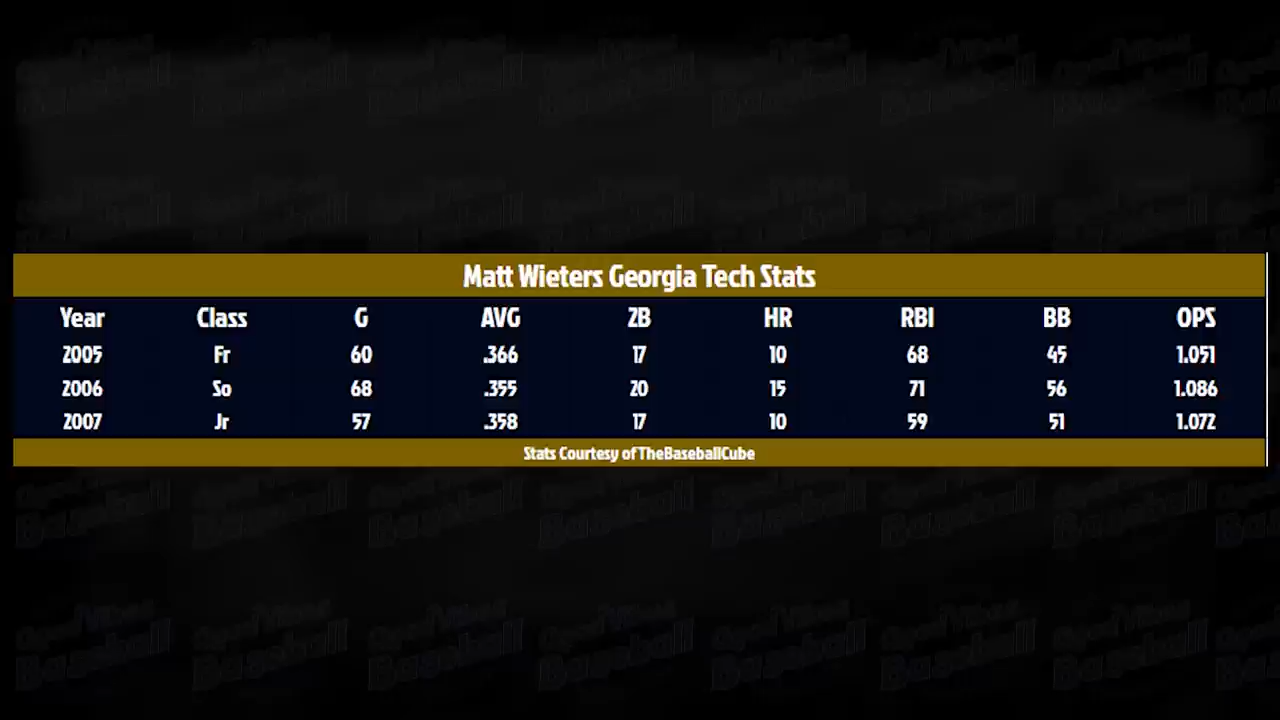 Matt Wieters Georgia Tech Stats
Year Class G AVG 2B HR RBI BB OPS
2005 Fr 60 .366 17 10 68 45 1.051
2006 So 68 .355 20 15 71 56 1.086
2007 Jr 57 .358 17 10 59 51 1.072
Stats Courtesy of TheBaseballCube